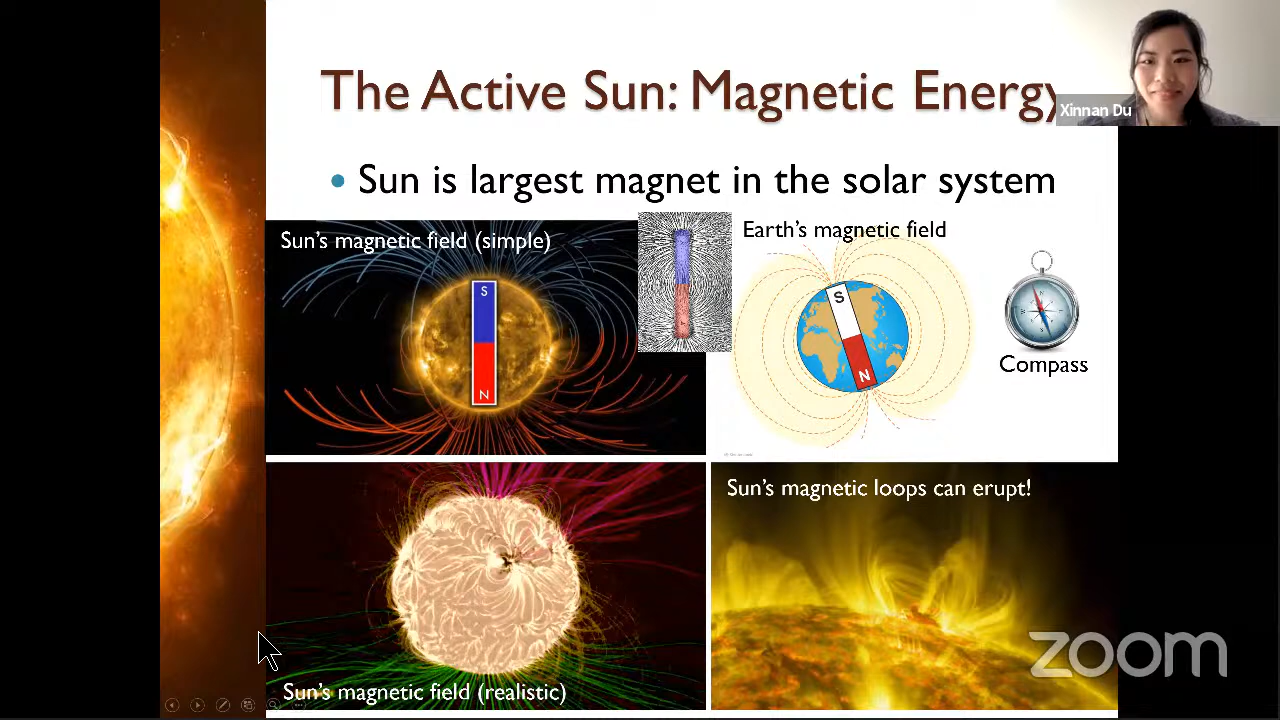 The Active Sun: Magnetic Energy
Xinnan Du
• Sun is largest magnet in the solar system
Sun's magnetic field (simple)
S
N
Earth's magnetic field
S
N
Compass
Sun's magnetic field (realistic)
Sun's magnetic loops can erupt!
zoom